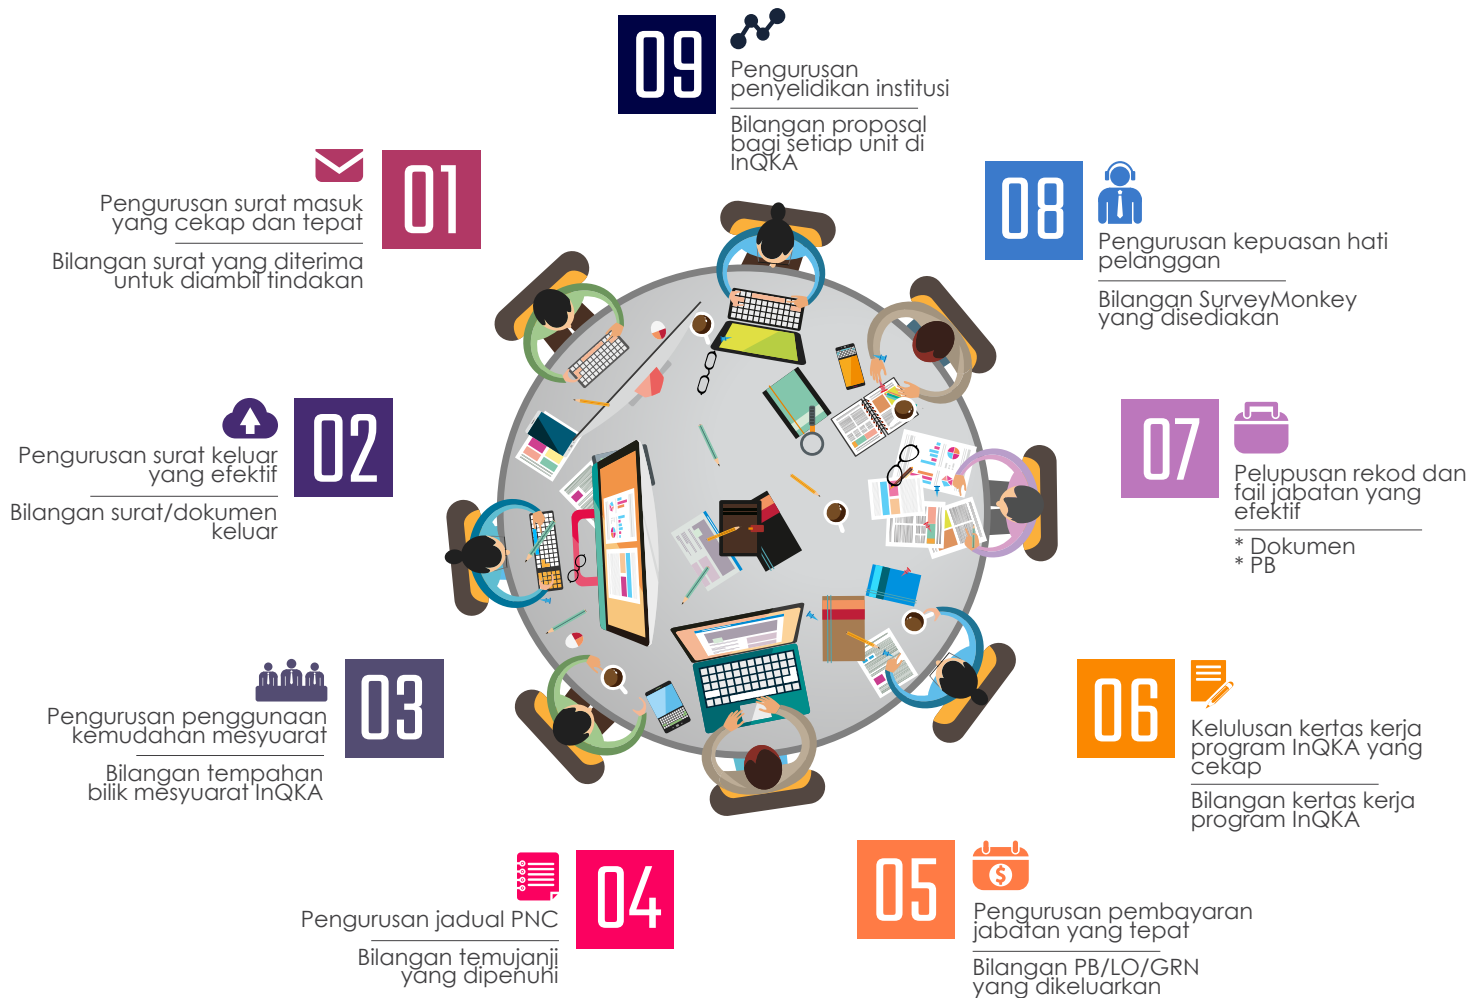 09
Pengurusan
penyelidikan institusi
Bilangan proposal
bagi setiap unit di
InQKA
01
Pengurusan surat masuk
yang cekap dan tepat
Bilangan surat yang diterima
untuk diambil tindakan
08
Pengurusan kepuasan hati
pelanggan
Bilangan SurveyMonkey
yang disediakan
02
Pengurusan surat keluar
yang efektif
Bilangan surat/dokumen
keluar
07
Pelupusan rekod dan
fail jabatan yang
efektif
* Dokumen
* PB
03
Pengurusan penggunaan
kemudahan mesyuarat
Bilangan tempahan
bilik mesyuarat InQKA
06
Kelulusan kertas kerja
program InQKA yang
cekap
Bilangan kertas kerja
program InQKA
04
Pengurusan jadual PNC
Bilangan temujanji
yang dipenuhi
05
$
Pengurusan pembayaran
jabatan yang tepat
Bilangan PB/LO/GRN
yang dikeluarkan